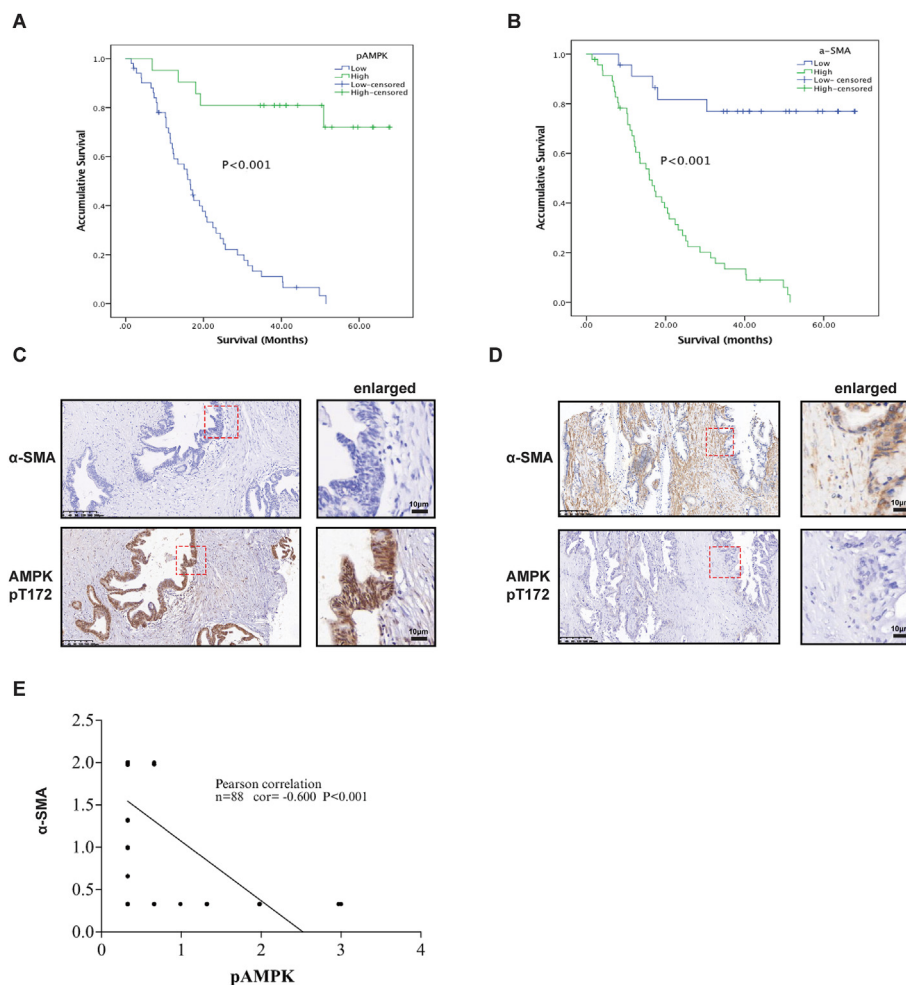 A
pAMPK
Low
High
Low-censored
High-censored
1.0
0.8
0.6
0.4
0.2
0.0
P<0.001
Accumulative Survival
.00 20.00 40.00 60.00
Survival (Months)
B
a-SMA
Low
High
Low- censored
High-censored
1.0
0.8
0.6
0.4
0.2
0.0
P<0.001
Accumulative Survival
.00 20.00 40.00 60.00
Survival (months)
C
enlarged
α-SMA
10μm
AMPK
pT172
10μm
D
enlarged
α-SMA
10μm
AMPK
pT172
10μm
E
2.5
2.0
1.5
1.0
0.5
0.0
α-SMA
Pearson correlation
n=88 cor= -0.600 P<0.001
0 1 2 3 4
pAMPK